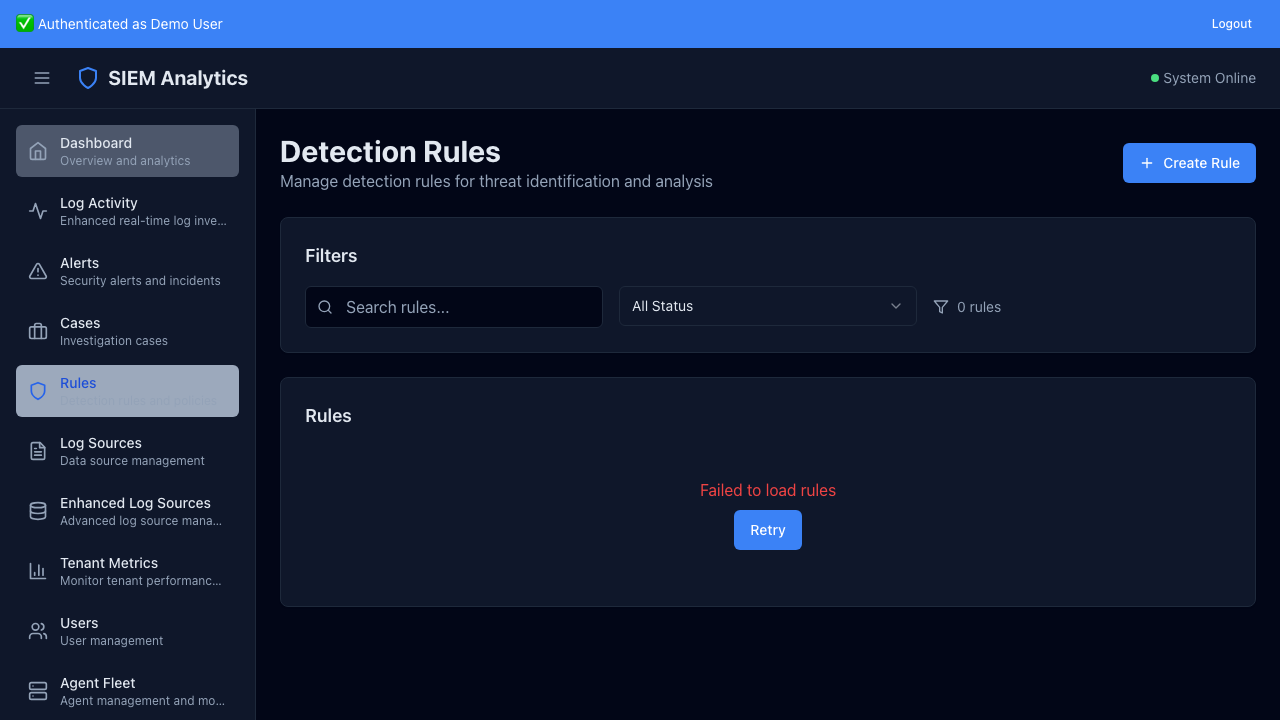 ✅ Authenticated as Demo User
Logout
SIEM Analytics
System Online
Dashboard
Overview and analytics
Log Activity
Enhanced real-time log inve...
Alerts
Security alerts and incidents
Cases
Investigation cases
Rules
Log Sources
Data source management
Enhanced Log Sources
Advanced log source mana...
Tenant Metrics
Monitor tenant performanc...
Users
User management
Agent Fleet
Agent management and mo...
Detection Rules
Manage detection rules for threat identification and analysis
Create Rule
Filters
Search rules...
All Status
0 rules
Rules
Failed to load rules
Retry